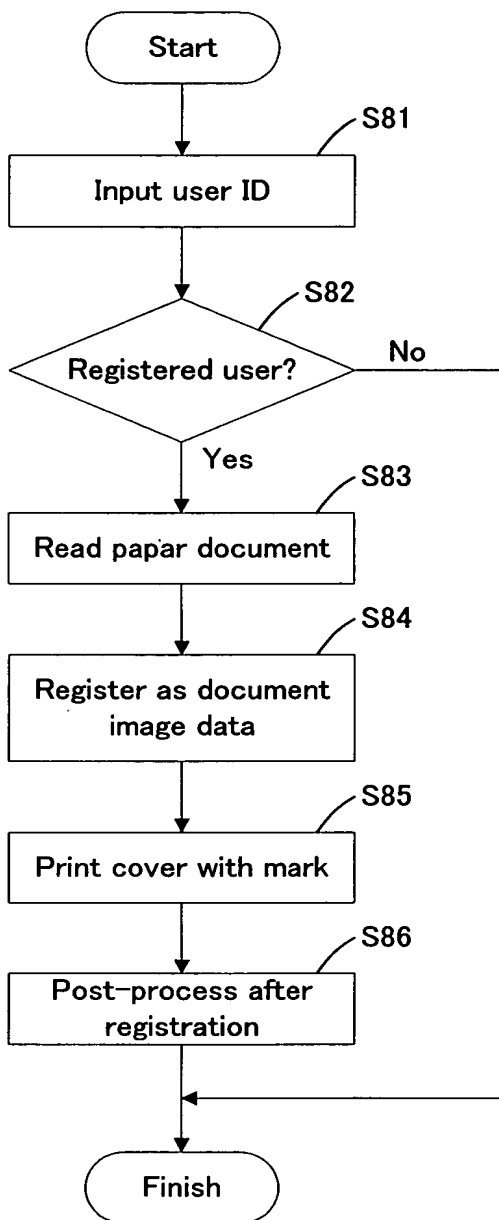 Start
S81
Input user ID
S82
Registered user?
No
Yes
S83
Read papar document
S84
Register as document
image data
S85
Print cover with mark
S86
Post-process after
registration
Finish